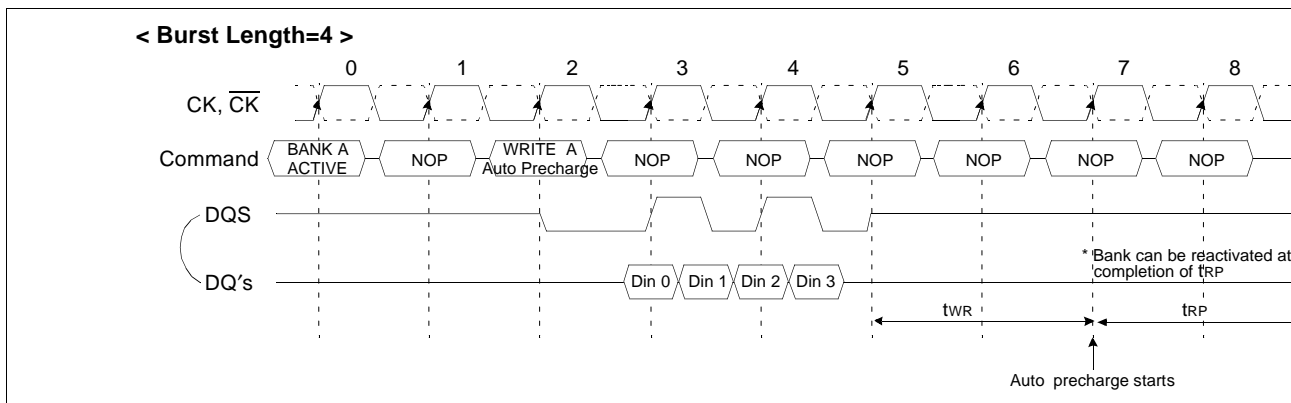 < Burst Length=4 >
0 1 2 3 4 5 6 7 8
CK, CK
Command
BANK A
ACTIVE
NOP
WRITE A
Auto Precharge
NOP
NOP
NOP
NOP
NOP
NOP
DQS
* Bank can be reactivated at
completion of tRP
DQ's
Din 0 Din 1 Din 2 Din 3
tWR
tRP
Auto precharge starts